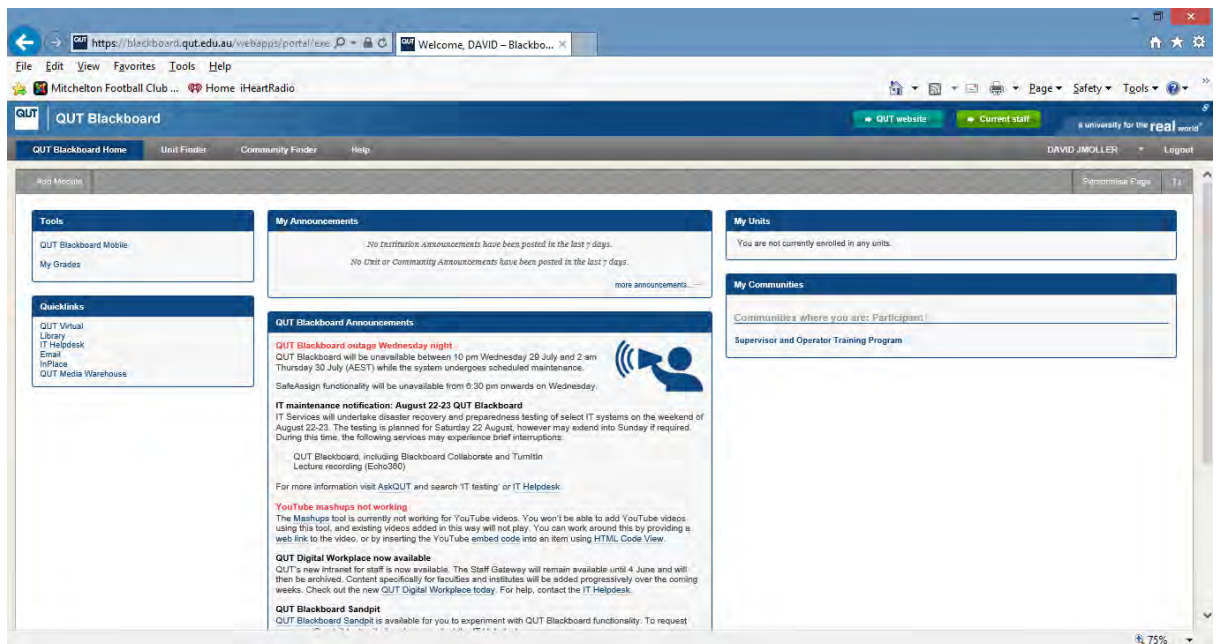 https://blackboard.qut.edu.au/webapps/portal/exe
Welcome, DAVID – Blackbo...
File Edit View Favorites Tools Help
Mitchelton Football Club ... Home iHeartRadio
Page Safety Tools
QUT QUT Blackboard
QUT website
Current staff
a university for the real world
QUT Blackboard Home Unit Finder Community Finder Help
DAVID JMOLLER Logout
Add Module
Personalise Page
Tools
QUT Blackboard Mobile
My Grades
Quicklinks
QUT Virtual
Library
IT Helpdesk
Email
InPlace
QUT Media Warehouse
My Announcements
No Institution Announcements have been posted in the last 7 days.
No Unit or Community Announcements have been posted in the last 7 days.
more announcements...
QUT Blackboard Announcements
QUT Blackboard outage Wednesday night
QUT Blackboard will be unavailable between 10 pm Wednesday 29 July and 2 am
Thursday 30 July (AEST) while the system undergoes scheduled maintenance.
SafeAssign functionality will be unavailable from 6:30 pm onwards on Wednesday.
IT maintenance notification: August 22-23 QUT Blackboard
IT Services will undertake disaster recovery and preparedness testing of select IT systems on the weekend of
August 22-23. The testing is planned for Saturday 22 August, however may extend into Sunday if required.
During this time, the following services may experience brief interruptions:
QUT Blackboard, including Blackboard Collaborate and Turnitin
Lecture recording (Echo360)
For more information visit AskQUT and search 'IT testing' or IT Helpdesk
YouTube mashups not working
The Mashups tool is currently not working for YouTube videos. You won't be able to add YouTube videos
using this tool, and existing videos added in this way will not play. You can work around this by providing a
web link to the video, or by inserting the YouTube embed code into an item using HTML Code View.
QUT Digital Workplace now available
QUT's new intranet for staff is now available. The Staff Gateway will remain available until 4 June and will
then be archived. Content specifically for faculties and institutes will be added progressively over the coming
weeks. Check out the new QUT Digital Workplace today. For help, contact the IT Helpdesk.
QUT Blackboard Sandpit
QUT Blackboard Sandpit is available for you to experiment with QUT Blackboard functionality. To request
My Units
You are not currently enrolled in any units.
My Communities
Communities where you are: Participant
Supervisor and Operator Training Program
75%